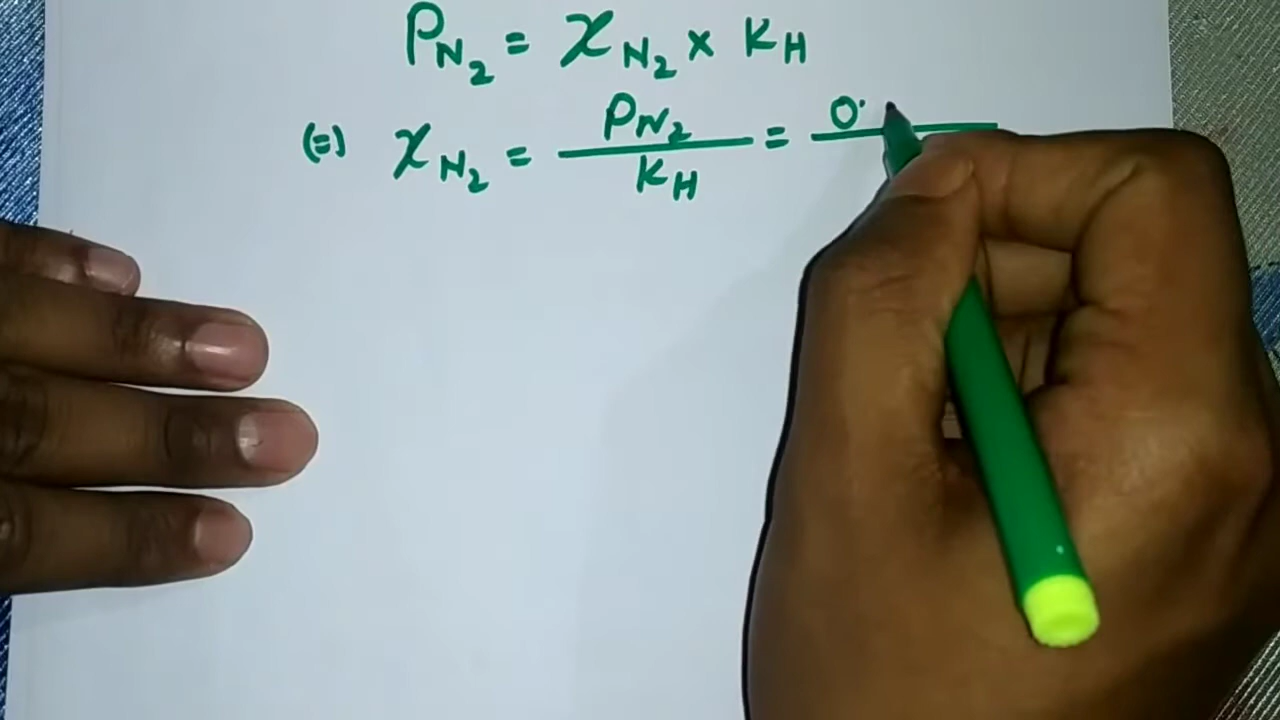 P_N₂ = x_N₂ × K_H
(=) x_N₂ = P_N₂ / K_H = 0.